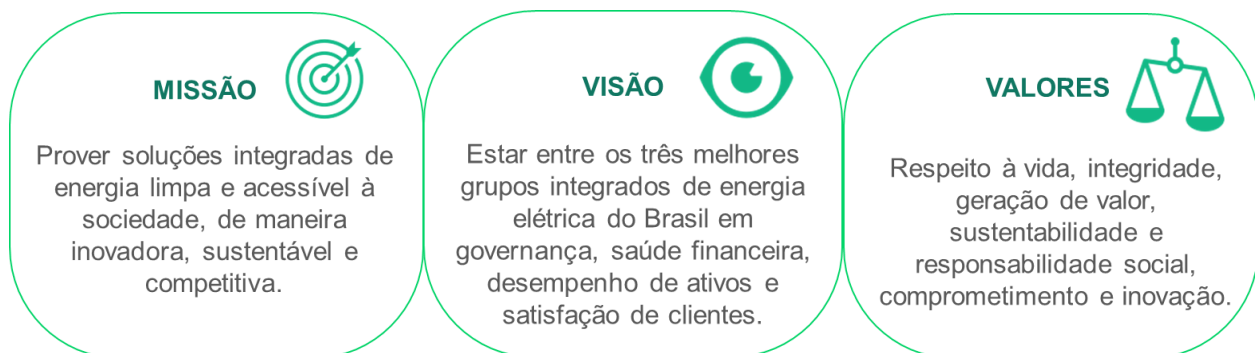 MISSÃO
Prover soluções integradas de
energia limpa e acessível à
sociedade, de maneira
inovadora, sustentável e
competitiva.
VISÃO
Estar entre os três melhores
grupos integrados de energia
elétrica do Brasil em
governança, saúde financeira,
desempenho de ativos e
satisfação de clientes.
VALORES
Respeito à vida, integridade,
geração de valor,
sustentabilidade e
responsabilidade social,
comprometimento e inovação.